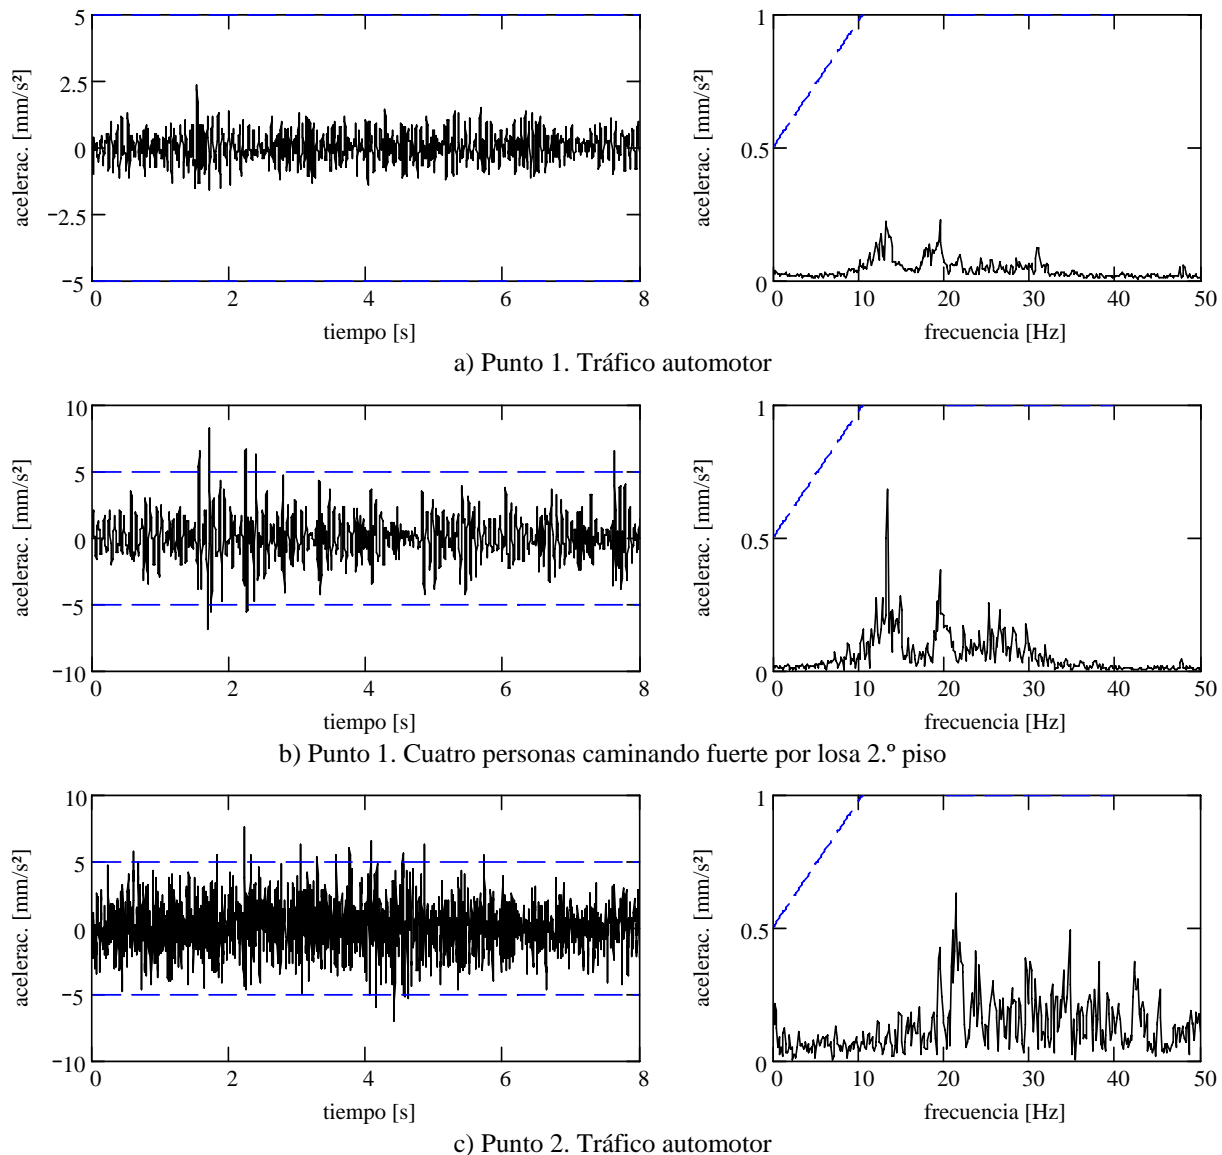 5
2.5
0
−2.5
−5
acelerac. [mm/s²]
0 2 4 6 8
tiempo [s]
1
0.5
0
acelerac. [mm/s²]
0 10 20 30 40 50
frecuencia [Hz]
a) Punto 1. Tráfico automotor
10
5
0
−5
−10
acelerac. [mm/s²]
0 2 4 6 8
tiempo [s]
1
0.5
0
acelerac. [mm/s²]
0 10 20 30 40 50
frecuencia [Hz]
b) Punto 1. Cuatro personas caminando fuerte por losa 2.º piso
10
5
0
−5
−10
acelerac. [mm/s²]
0 2 4 6 8
tiempo [s]
1
0.5
0
acelerac. [mm/s²]
0 10 20 30 40 50
frecuencia [Hz]
c) Punto 2. Tráfico automotor